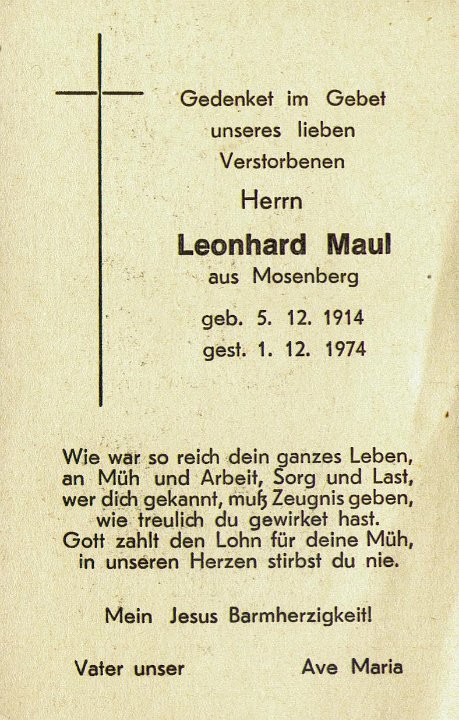 Gedenket im Gebet
unseres lieben
Verstorbenen
Herrn
Leonhard Maul
aus Mosenberg
geb. 5. 12. 1914
gest. 1. 12. 1974
Wie war so reich dein ganzes Leben,
an Müh und Arbeit, Sorg und Last,
wer dich gekannt, muß Zeugnis geben,
wie treulich du gewirket hast.
Gott zahlt den Lohn für deine Müh,
in unseren Herzen stirbst du nie.
Mein Jesus Barmherzigkeit!
Vater unser Ave Maria